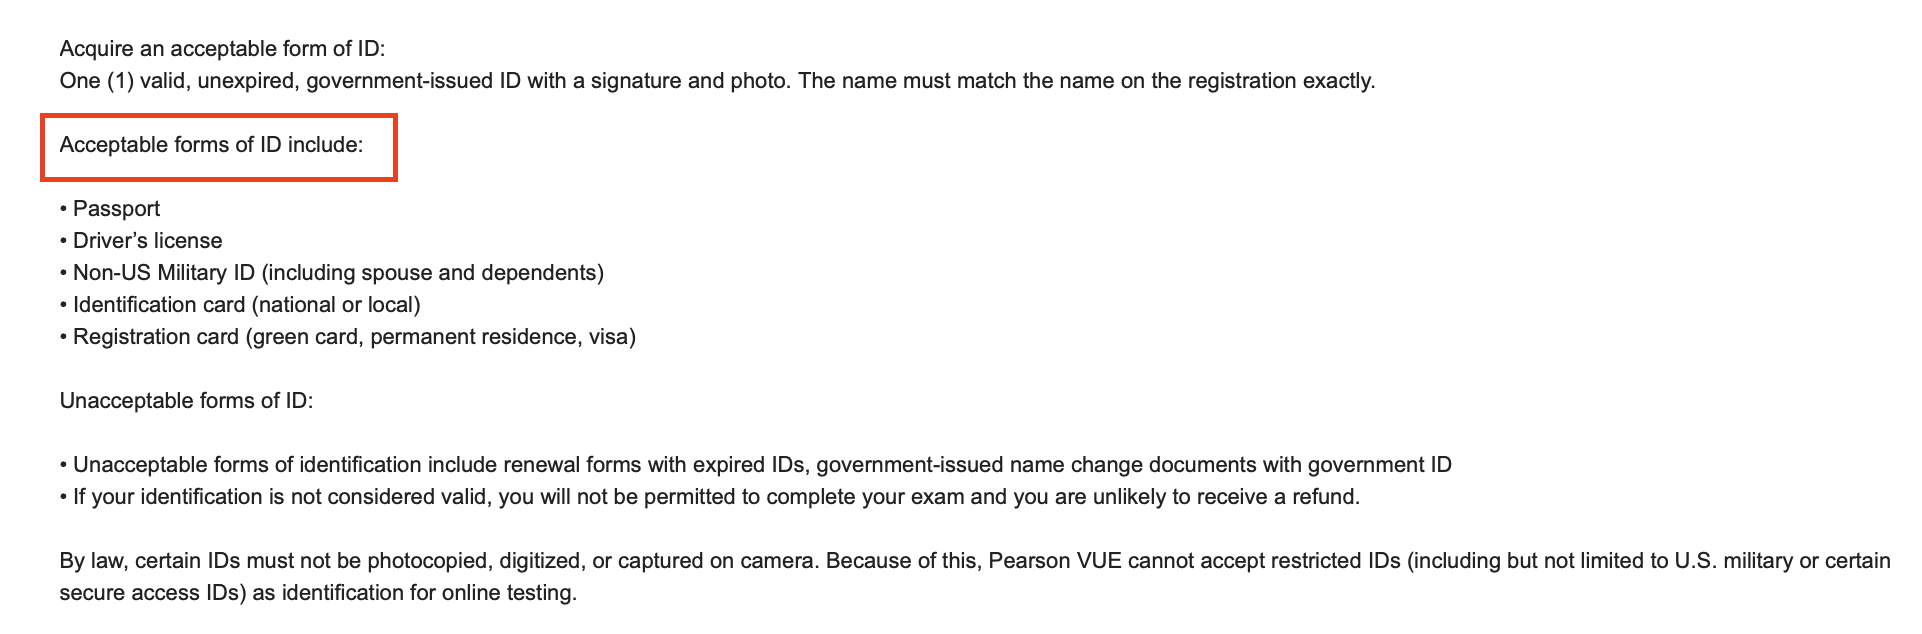 Acquire an acceptable form of ID:
One (1) valid, unexpired, government-issued ID with a signature and photo. The name must match the name on the registration exactly.
Acceptable forms of ID include:
• Passport
• Driver’s license
• Non-US Military ID (including spouse and dependents)
• Identification card (national or local)
• Registration card (green card, permanent residence, visa)
Unacceptable forms of ID:
• Unacceptable forms of identification include renewal forms with expired IDs, government-issued name change documents with government ID
• If your identification is not considered valid, you will not be permitted to complete your exam and you are unlikely to receive a refund.
By law, certain IDs must not be photocopied, digitized, or captured on camera. Because of this, Pearson VUE cannot accept restricted IDs (including but not limited to U.S. military or certain
secure access IDs) as identification for online testing.